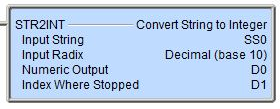 STR2INT Convert String to Integer
Input String SS0
Input Radix Decimal (base 10)
Numeric Output D0
Index Where Stopped D1